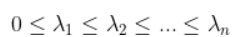 0 ≤ λ₁ ≤ λ₂ ≤ ... ≤ λₙ